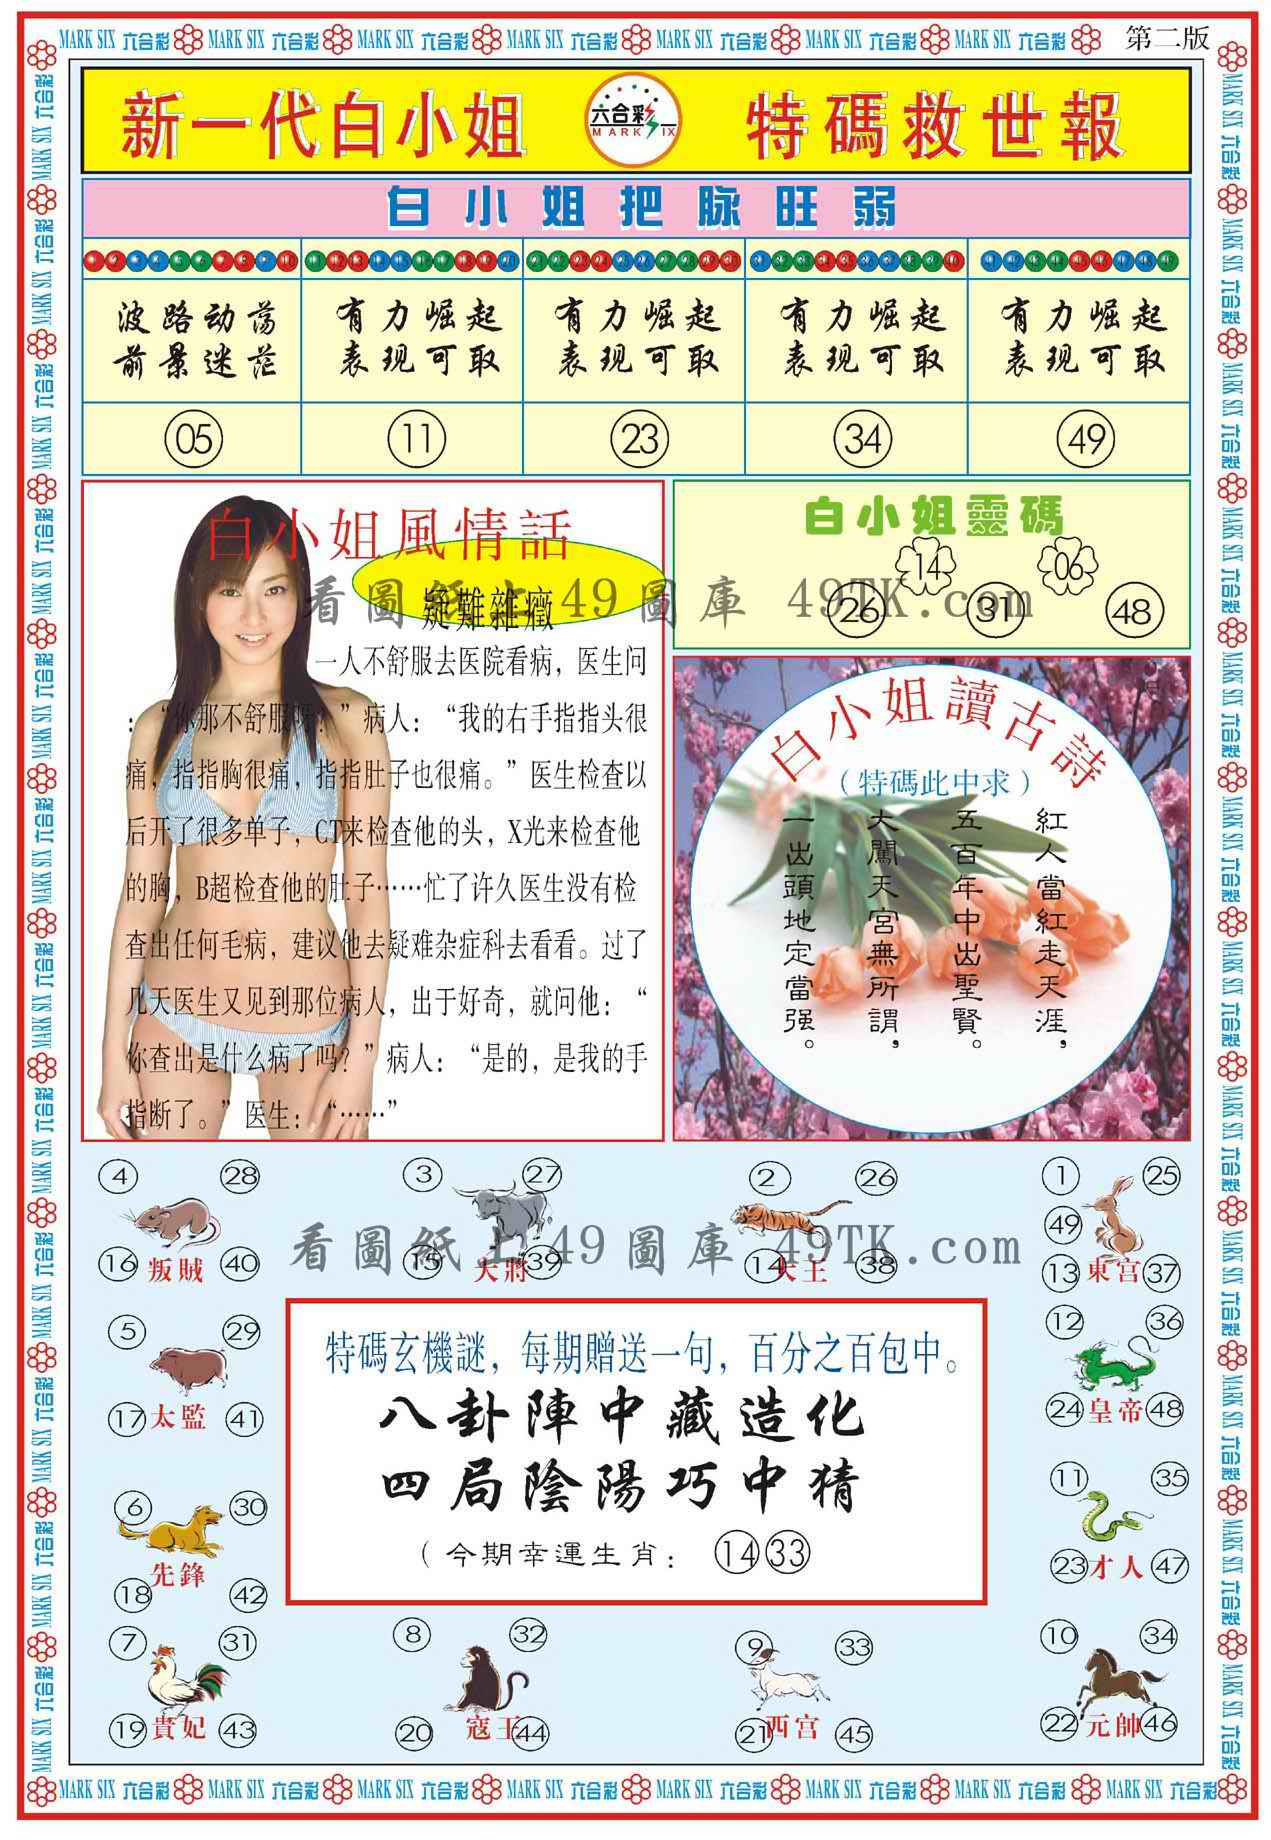 MARK SIX 六合彩 MARK SIX 六合彩 MARK SIX 六合彩 MARK SIX 六合彩 MARK SIX 六合彩 MARK SIX 六合彩 MARK SIX 六合彩
第二版
新一代白小姐
六合彩
MARK SIX
特碼救世報
白小姐把脉旺弱
波路动荡 有力崛起 有力崛起 有力崛起 有力崛起
前景迷茫 表现可取 表现可取 表现可取 表现可取
05 11 23 34 49
白小姐風情話
疑難雜癥
一人不舒服去医院看病，医生问
：“你那不舒服呀？”病人：“我的右手指指头很
痛，指指胸很痛，指指肚子也很痛。”医生检查以
后开了很多单子，CT来检查他的头，X光来检查他
的胸，B超检查他的肚子……忙了许久医生没有检
查出任何毛病，建议他去疑难杂症科去看看。过了
几天医生又见到那位病人，出于好奇，就问他：“
你查出是什么病了吗？”病人：“是的，是我的手
指断了。”医生：“……”
白小姐靈碼
14 06
26 31 48
看圖紙上49圖庫 49TK.com
白小姐讀古詩
（特碼此中求）
紅人當紅走天涯，
五百年中出聖賢。
大闖天宮無所謂，
一出頭地定當强。
4 28
16 叛賊 40
3 27
15 大將 39
2 26
14 大王 38
1 25
49
13 東宮 37
看圖紙上49圖庫 49TK.com
5 29
17 太監 41
12 36
24 皇帝 48
特碼玄機謎，每期贈送一句，百分之百包中。
八卦陣中藏造化
四局陰陽巧中猜
（今期幸運生肖： 14 33
6 30
先鋒
18 42
11 35
23 才人 47
7 31
19 貴妃 43
8 32
20 寇王 44
9 33
21 西宮 45
10 34
22 元帥 46
MARK SIX 六合彩 MARK SIX 六合彩 MARK SIX 六合彩 MARK SIX 六合彩 MARK SIX 六合彩 MARK SIX 六合彩 MARK SIX 六合彩 MARK SIX 六合彩